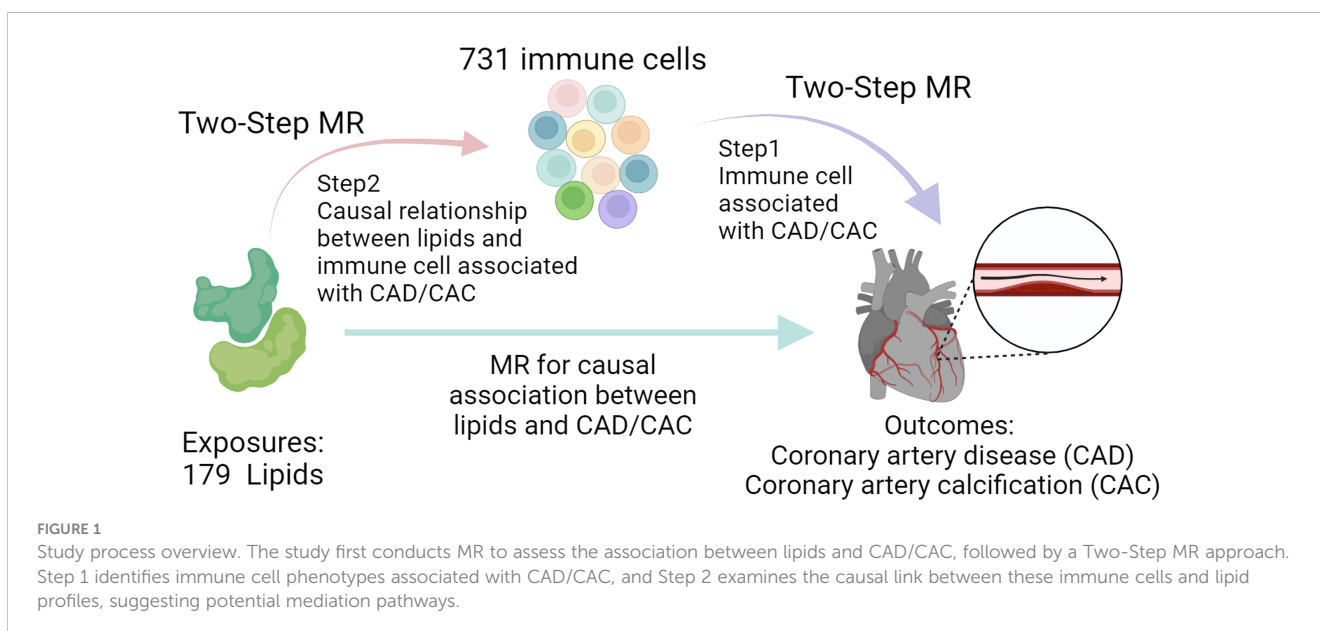 731 immune cells
Two-Step MR
Two-Step MR
Step1
Immune cell
associated
with CAD/CAC
Step2
Causal relationship
between lipids and
immune cell associated
with CAD/CAC
MR for causal
association between
lipids and CAD/CAC
Exposures:
179 Lipids
Outcomes:
Coronary artery disease (CAD)
Coronary artery calcification (CAC)
FIGURE 1
Study process overview. The study first conducts MR to assess the association between lipids and CAD/CAC, followed by a Two-Step MR approach.
Step 1 identifies immune cell phenotypes associated with CAD/CAC, and Step 2 examines the causal link between these immune cells and lipid
profiles, suggesting potential mediation pathways.